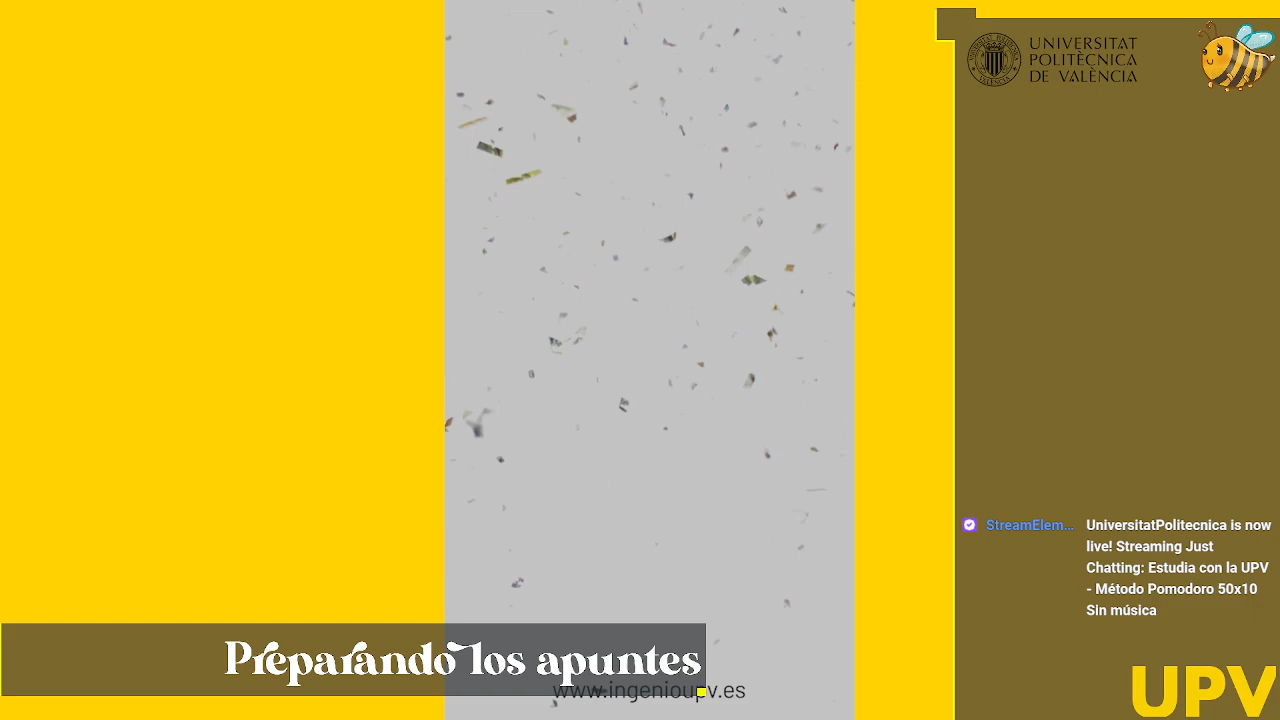 UNIVERSITAT
POLITÈCNICA
DE VALÈNCIA
StreamElem... UniversitatPolitecnica is now
live! Streaming Just
Chatting: Estudia con la UPV
- Método Pomodoro 50x10
Sin música
Preparando los apuntes
www.ingenioupv.es
UPV